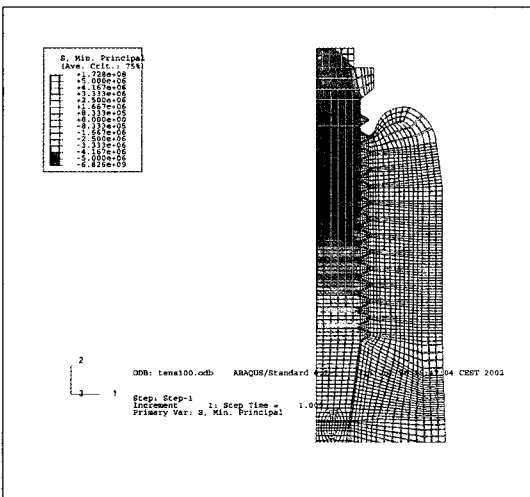 S, Min. Principal
(Ave. Crit.: 75%)
+1.728e+08
+5.000e+06
+4.167e+06
+3.333e+06
+2.500e+06
+1.667e+06
+8.333e+05
+0.000e+00
-8.333e+05
-1.667e+06
-2.500e+06
-3.333e+06
-4.167e+06
-5.000e+06
-6.826e+09
2
3 1
ODB: tens100.odb ABAQUS/Standard CEST 2002
Step: Step-1
Increment 1: Step Time = 1.00
Primary Var: S, Min. Principal